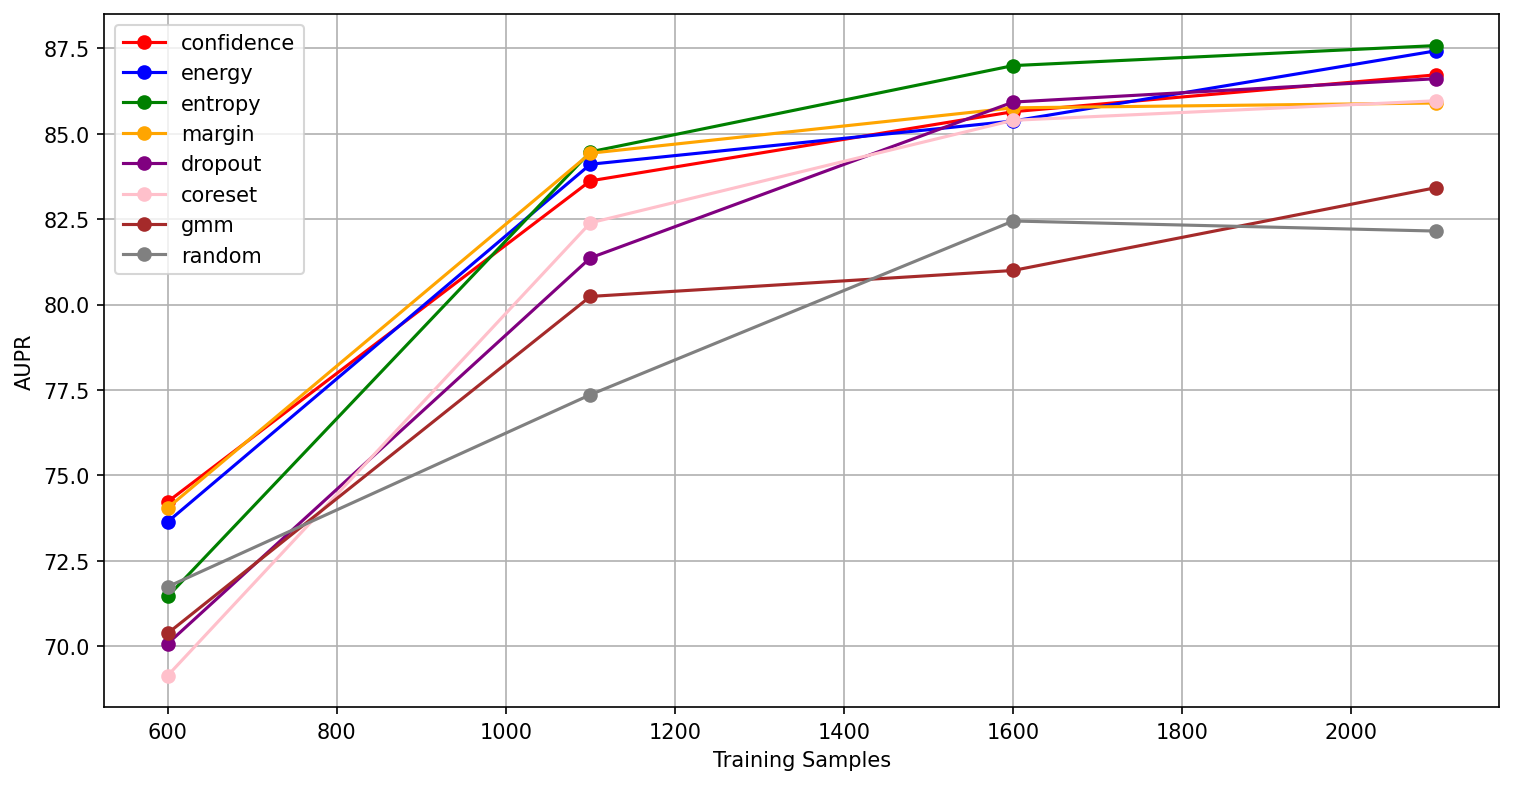 87.5
85.0
82.5
80.0
77.5
75.0
72.5
70.0
AUPR
confidence
energy
entropy
margin
dropout
coreset
gmm
random
600 800 1000 1200 1400 1600 1800 2000
Training Samples